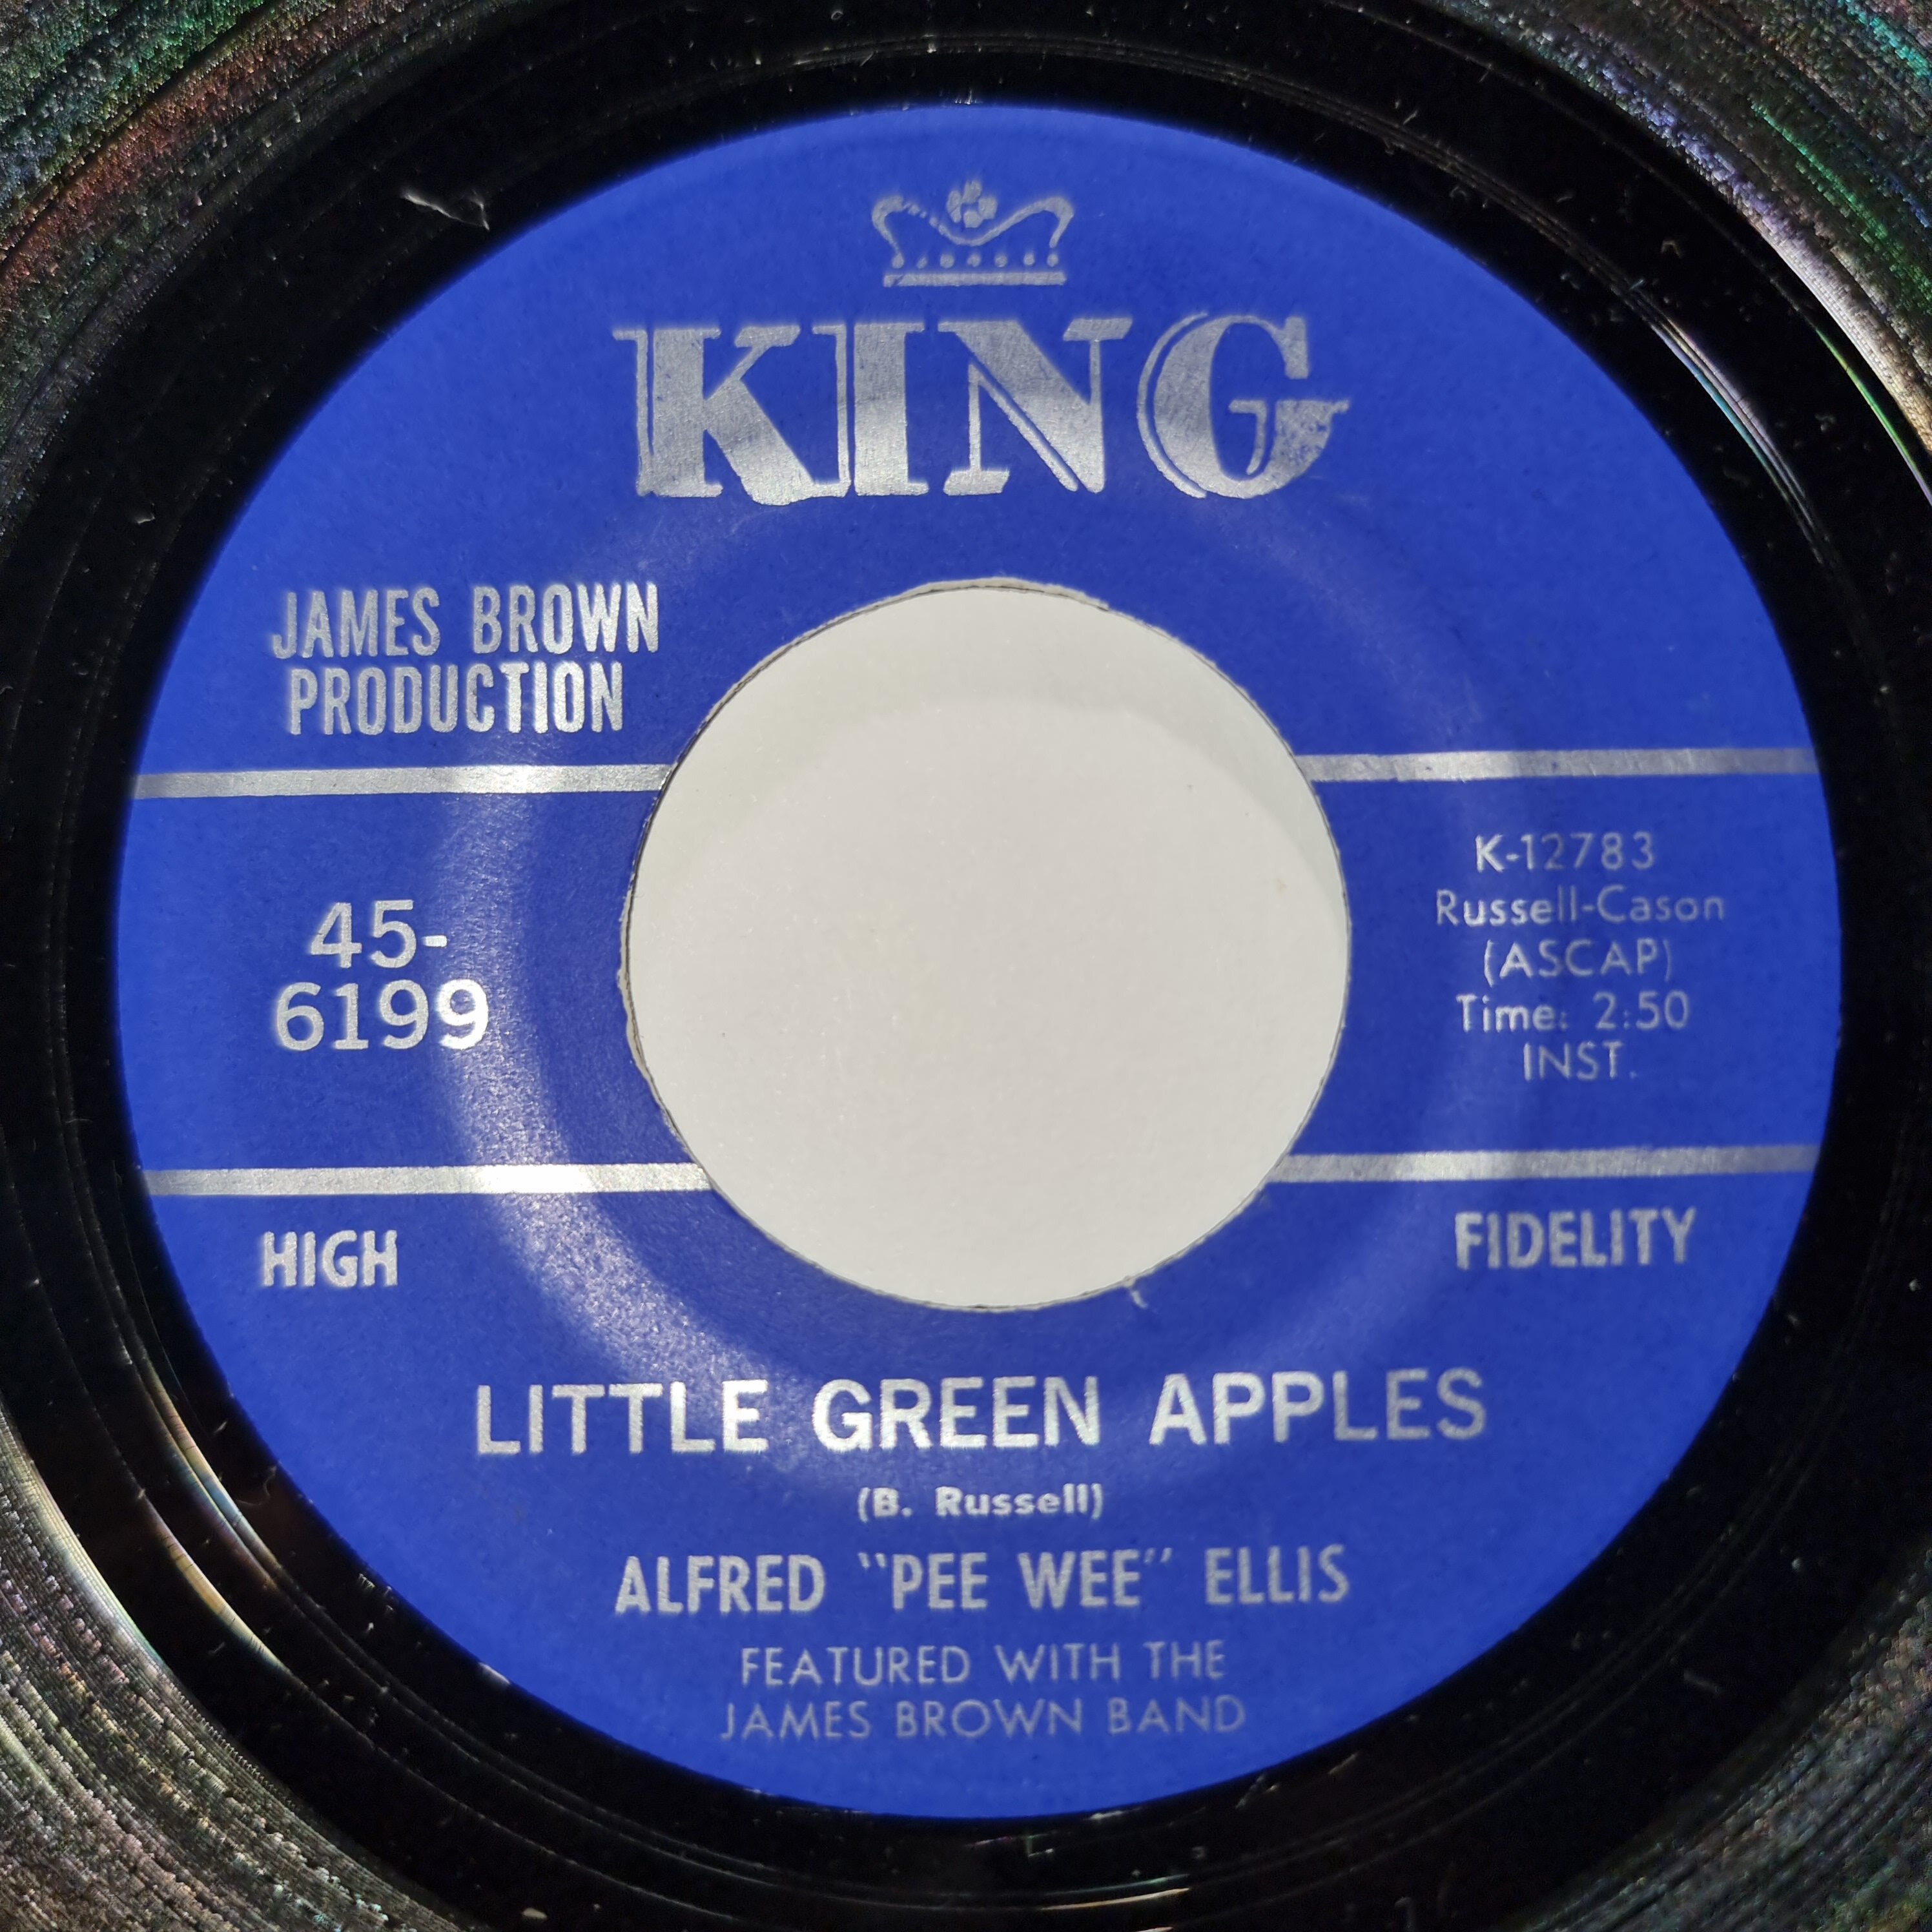 KING
JAMES BROWN
PRODUCTION
45-
6199
K-12783
Russell-Cason
(ASCAP)
Time: 2:50
INST.
HIGH
FIDELITY
LITTLE GREEN APPLES
(B. Russell)
ALFRED "PEE WEE" ELLIS
FEATURED WITH THE
JAMES BROWN BAND